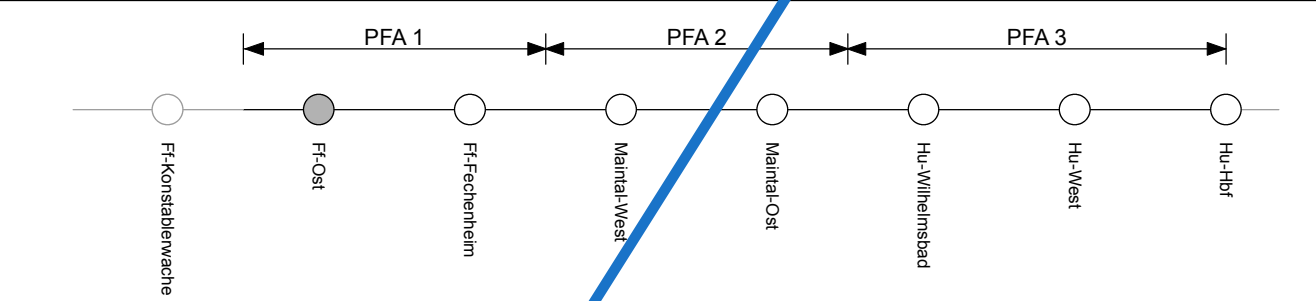 PFA 1
PFA 2
PFA 3
Ff-Konstablerwache
Ff-Ost
Ff-Fechenheim
Maintal-West
Maintal-Ost
Hu-Wilhelmsbad
Hu-West
Hu-Hbf